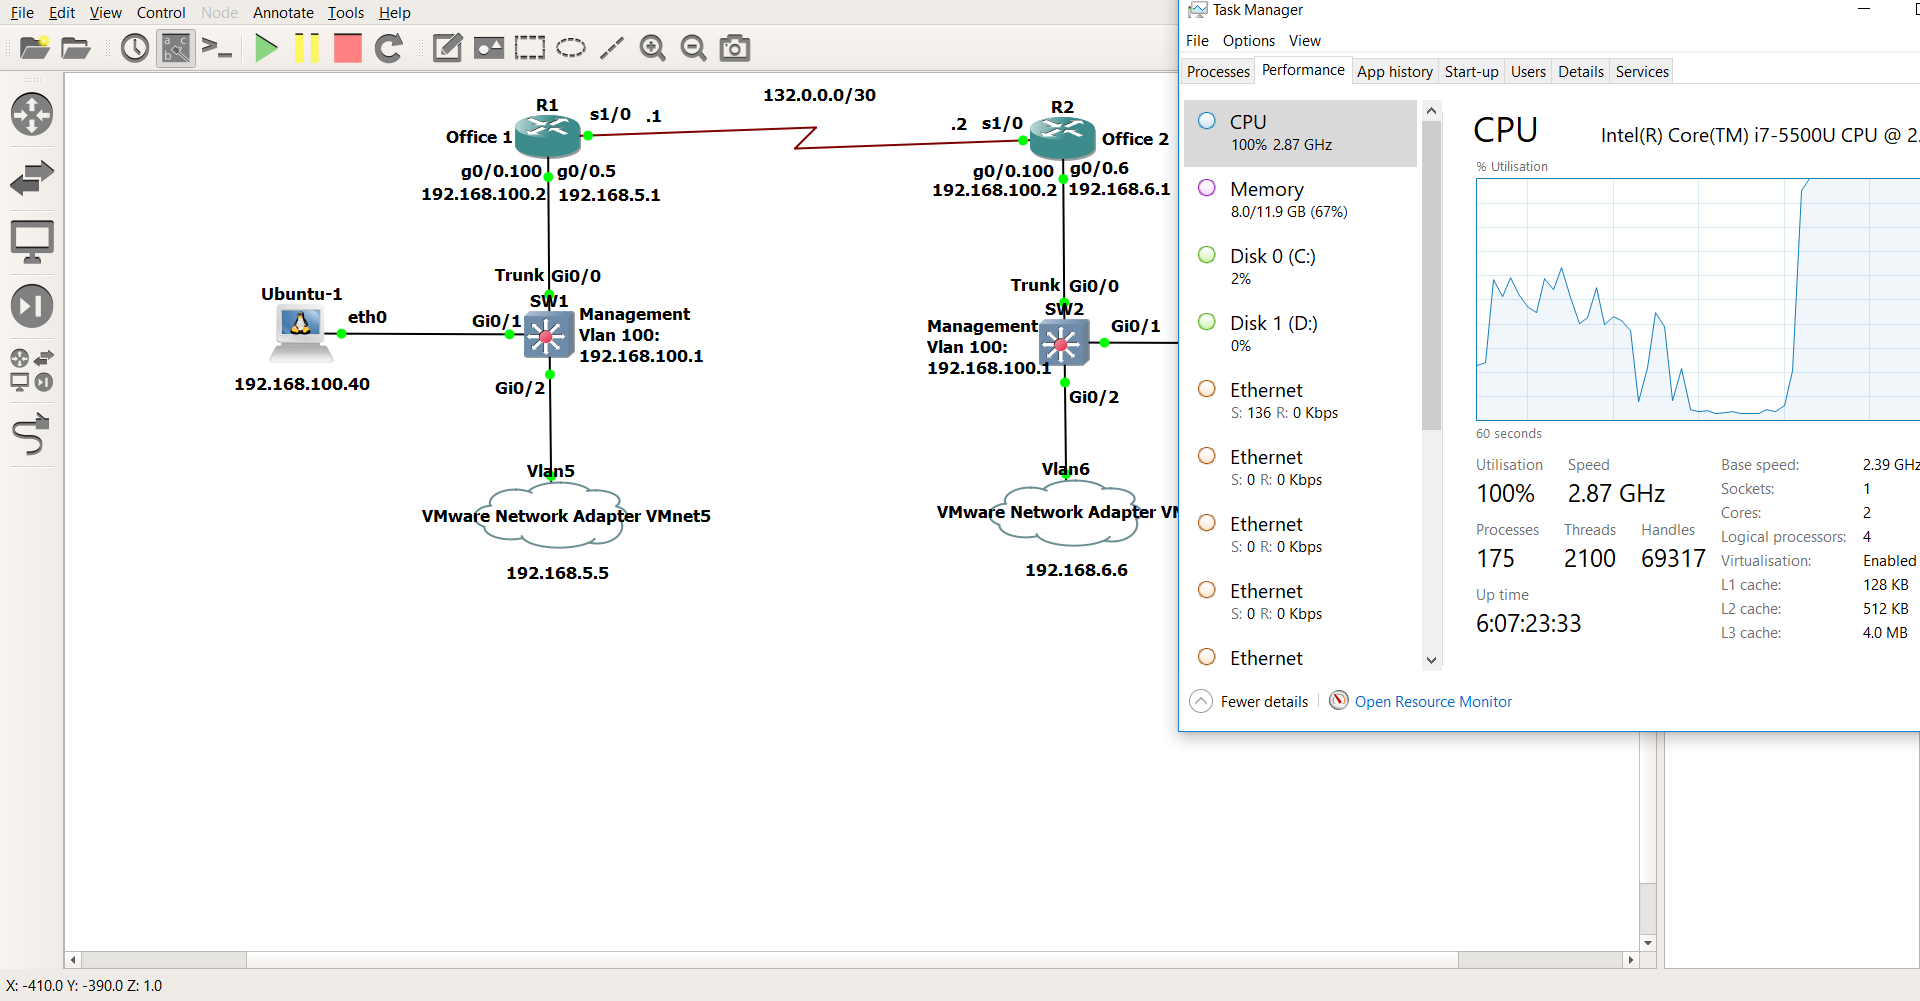 File Edit View Control Node Annotate Tools Help
132.0.0.0/30
R1
s1/0 .1
Office 1
g0/0.100 g0/0.5
192.168.100.2 192.168.5.1
R2
.2 s1/0
Office 2
g0/0.100 g0/0.6
192.168.100.2 192.168.6.1
Trunk Gi0/0
SW1
Ubuntu-1
eth0
Gi0/1
Management
Vlan 100:
192.168.100.1
192.168.100.40
Gi0/2
Vlan5
VMware Network Adapter VMnet5
192.168.5.5
Trunk Gi0/0
SW2
Management
Vlan 100:
192.168.100.1
Gi0/1
Gi0/2
Vlan6
VMware Network Adapter
192.168.6.6
X: -410.0 Y: -390.0 Z: 1.0
Task Manager
File Options View
Processes Performance App history Start-up Users Details Services
CPU
100% 2.87 GHz
Memory
8.0/11.9 GB (67%)
Disk 0 (C:)
2%
Disk 1 (D:)
0%
Ethernet
S: 136 R: 0 Kbps
Ethernet
S: 0 R: 0 Kbps
Ethernet
S: 0 R: 0 Kbps
Ethernet
S: 0 R: 0 Kbps
Ethernet
CPU
Intel(R) Core(TM) i7-5500U CPU @ 2.
% Utilisation
60 seconds
Utilisation Speed
100% 2.87 GHz
Processes Threads Handles
175 2100 69317
Up time
6:07:23:33
Base speed: 2.39 GHz
Sockets: 1
Cores: 2
Logical processors: 4
Virtualisation: Enabled
L1 cache: 128 KB
L2 cache: 512 KB
L3 cache: 4.0 MB
Fewer details
Open Resource Monitor